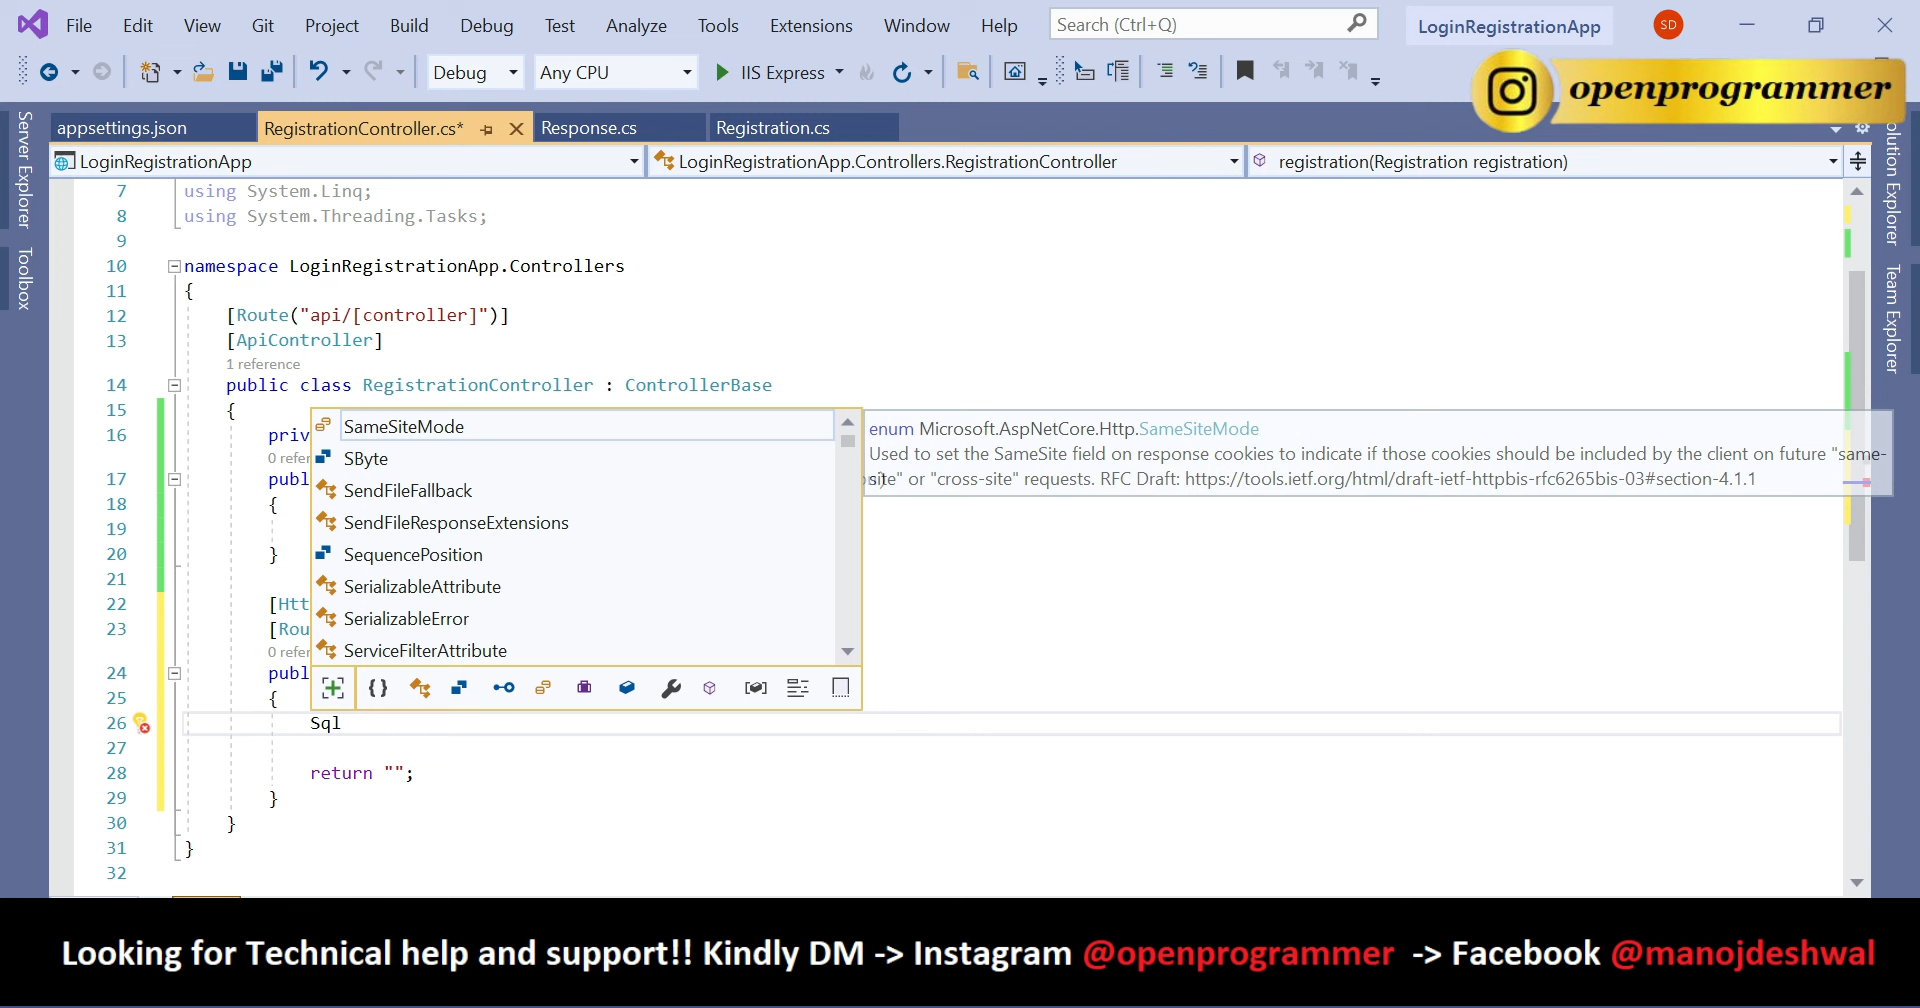 File Edit View Git Project Build Debug Test Analyze Tools Extensions Window Help Search (Ctrl+Q) LoginRegistrationApp SD
Debug Any CPU IIS Express
openprogrammer
appsettings.json RegistrationController.cs* Response.cs Registration.cs
LoginRegistrationApp LoginRegistrationApp.Controllers.RegistrationController registration(Registration registration)
Server Explorer
Toolbox
Solution Explorer
Team Explorer
7 using System.Linq;
8 using System.Threading.Tasks;
9
10 namespace LoginRegistrationApp.Controllers
11 {
12 [Route("api/[controller]")]
13 [ApiController]
1 reference
14 public class RegistrationController : ControllerBase
15 {
16 priv
0 refer
17 publ
18 {
19
20 }
21
22 [Htt
23 [Rou
0 refer
24 publ
25 {
26 Sql
27
28 return "";
29 }
30 }
31 }
32
SameSiteMode
SByte
SendFileFallback
SendFileResponseExtensions
SequencePosition
SerializableAttribute
SerializableError
ServiceFilterAttribute
enum Microsoft.AspNetCore.Http.SameSiteMode
Used to set the SameSite field on response cookies to indicate if those cookies should be included by the client on future "same-
site" or "cross-site" requests. RFC Draft: https://tools.ietf.org/html/draft-ietf-httpbis-rfc6265bis-03#section-4.1.1
Looking for Technical help and support!! Kindly DM -> Instagram @openprogrammer -> Facebook @manojdeshwal